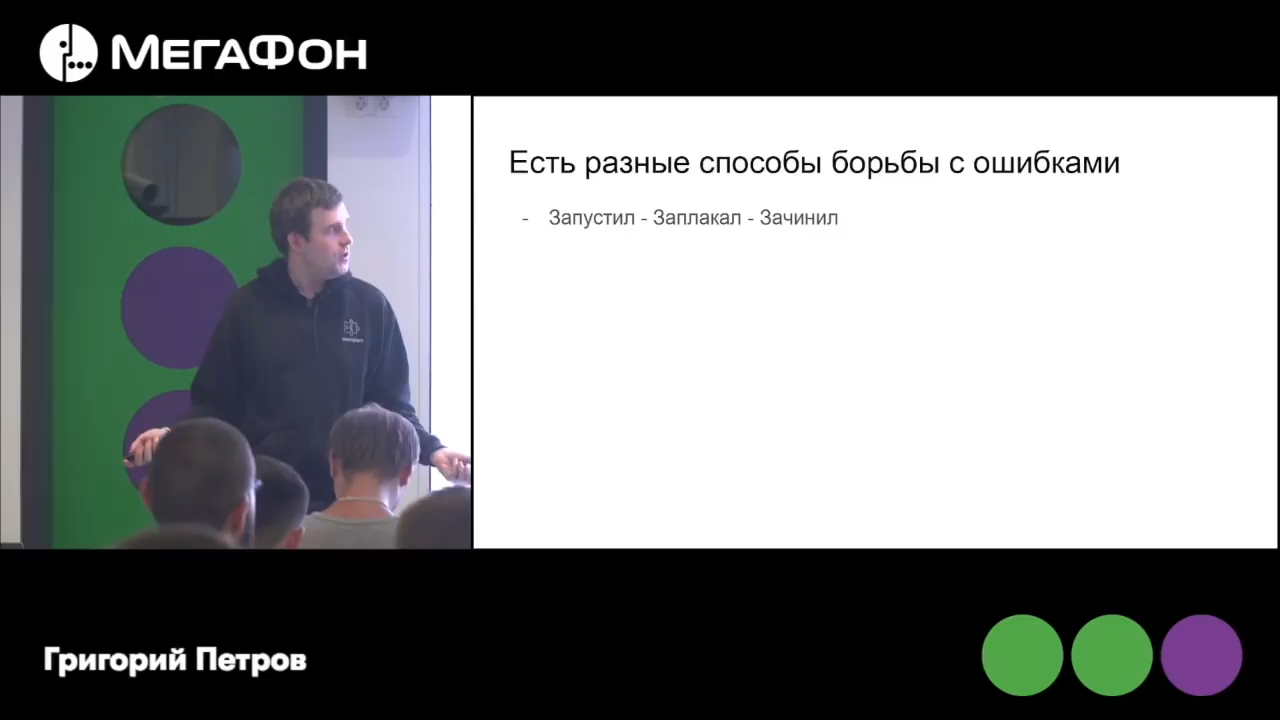 МЕГАФОН
Есть разные способы борьбы с ошибками
- Запустил - Заплакал - Зачинил
Григорий Петров